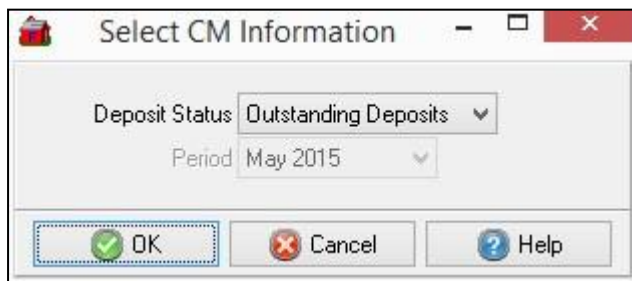 Select CM Information
Deposit Status Outstanding Deposits
Period May 2015
OK Cancel Help